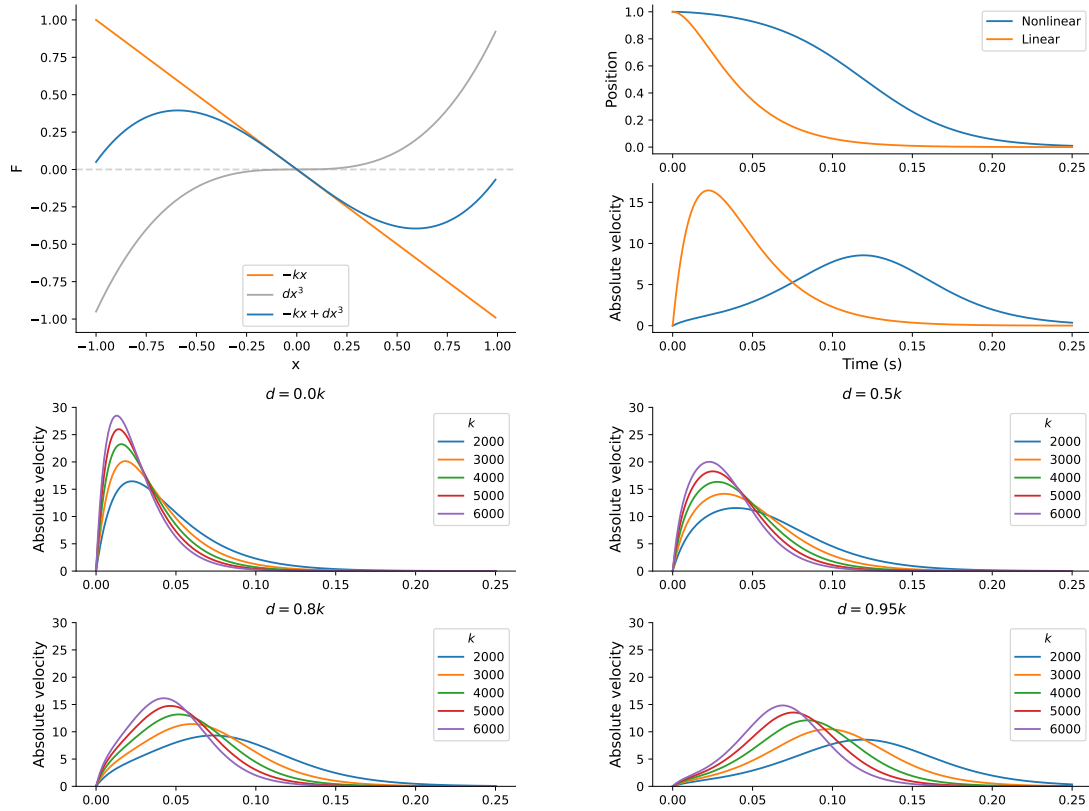 1.00
0.75
0.50
0.25
0.00
−0.25
−0.50
−0.75
−1.00
F
−1.00 −0.75 −0.50 −0.25 0.00 0.25 0.50 0.75 1.00
x
−kx
dx³
−kx + dx³
1.0
0.8
0.6
0.4
0.2
0.0
Position
Nonlinear
Linear
0.00 0.05 0.10 0.15 0.20 0.25
15
10
5
0
Absolute velocity
0.00 0.05 0.10 0.15 0.20 0.25
Time (s)
d = 0.0k
30
25
20
15
10
5
0
Absolute velocity
k
2000
3000
4000
5000
6000
0.00 0.05 0.10 0.15 0.20 0.25
d = 0.5k
30
25
20
15
10
5
0
Absolute velocity
k
2000
3000
4000
5000
6000
0.00 0.05 0.10 0.15 0.20 0.25
d = 0.8k
30
25
20
15
10
5
0
Absolute velocity
k
2000
3000
4000
5000
6000
0.00 0.05 0.10 0.15 0.20 0.25
d = 0.95k
30
25
20
15
10
5
0
Absolute velocity
k
2000
3000
4000
5000
6000
0.00 0.05 0.10 0.15 0.20 0.25